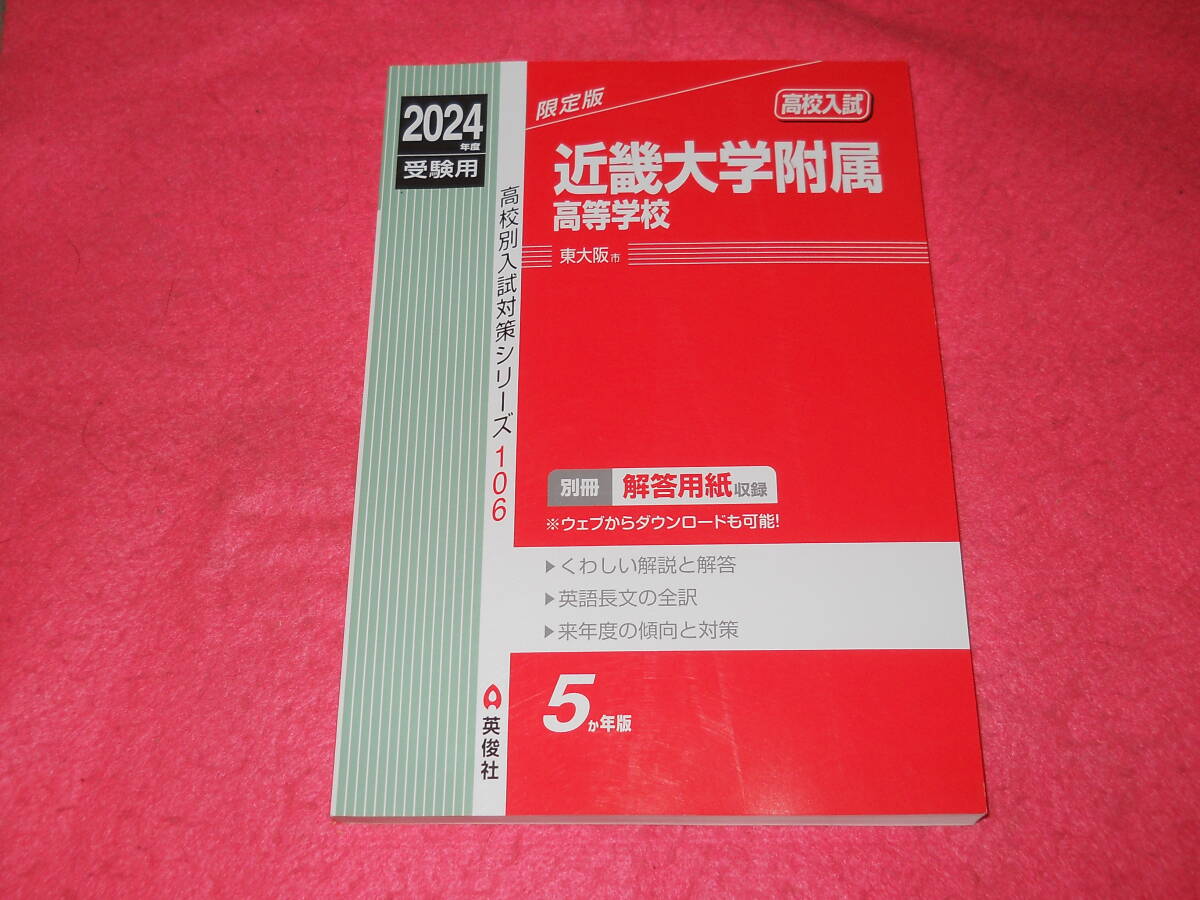 2024年度
受験用
高校別入試対策シリーズ106
英俊社
限定版
高校入試
近畿大学附属
高等学校
東大阪市
別冊 解答用紙収録
※ウェブからダウンロードも可能!
▶くわしい解説と解答
▶英語長文の全訳
▶来年度の傾向と対策
5か年版